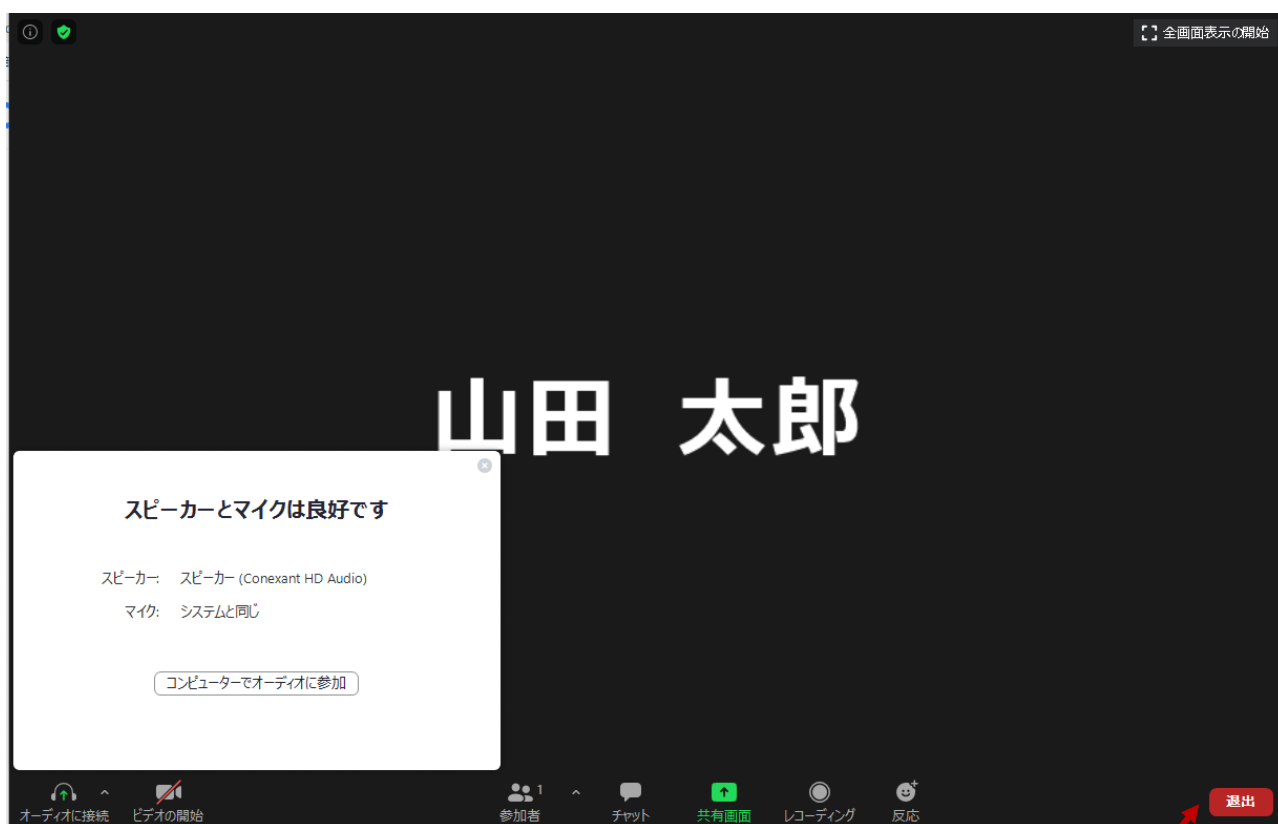 全画面表示の開始
山田 太郎
スピーカーとマイクは良好です
スピーカー: スピーカー (Conexant HD Audio)
マイク: システムと同じ
コンピューターでオーディオに参加
1
オーディオに接続 ビデオの開始 参加者 チャット 共有画面 レコーディング 反応 退出